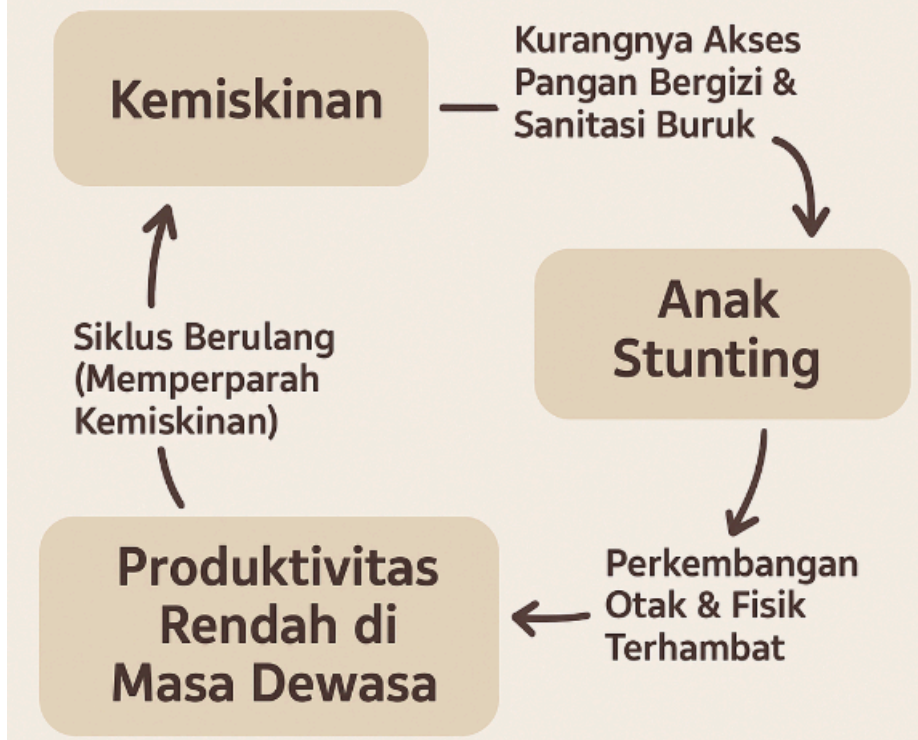 Kemiskinan
Kurangnya Akses
Pangan Bergizi &
Sanitasi Buruk
Anak
Stunting
Perkembangan
Otak & Fisik
Terhambat
Produktivitas
Rendah di
Masa Dewasa
Siklus Berulang
(Memperparah
Kemiskinan)